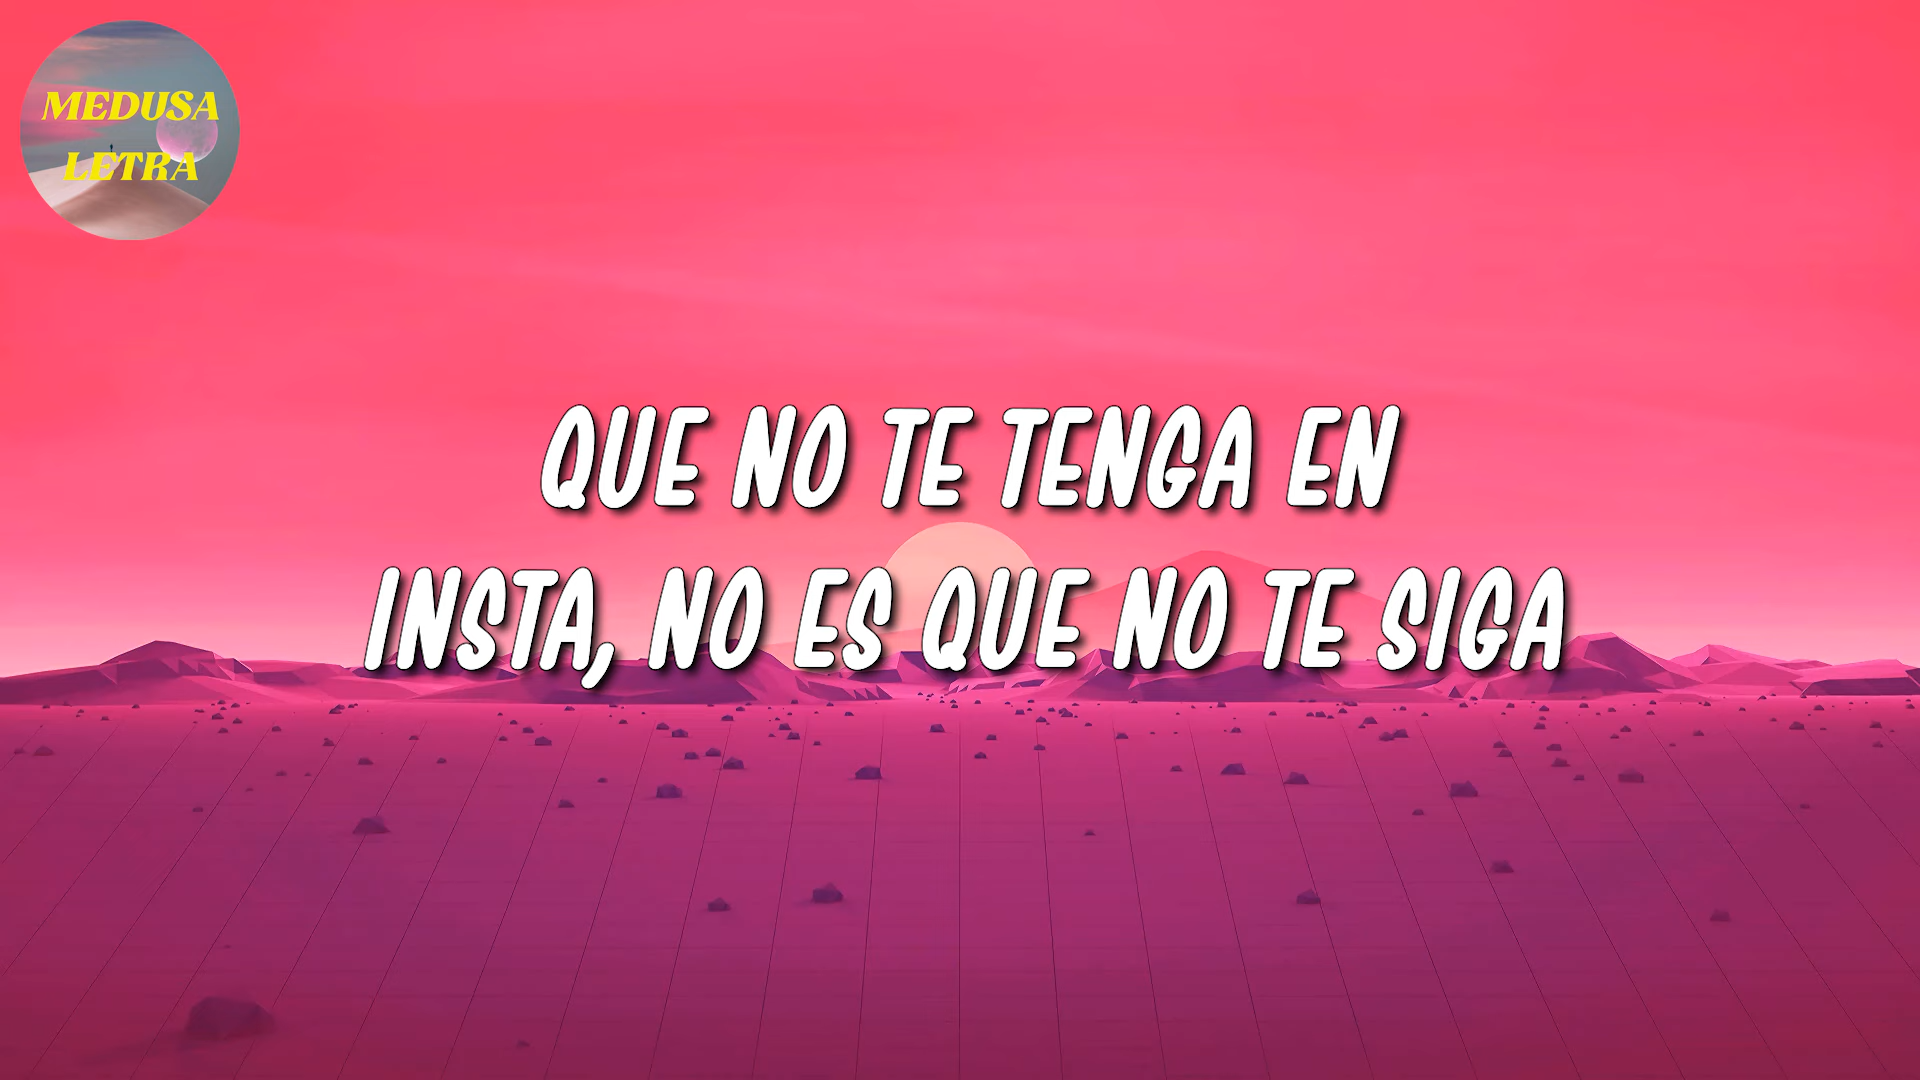 MEDUSA
LETRA
QUE NO TE TENGA EN
INSTA, NO ES QUE NO TE SIGA